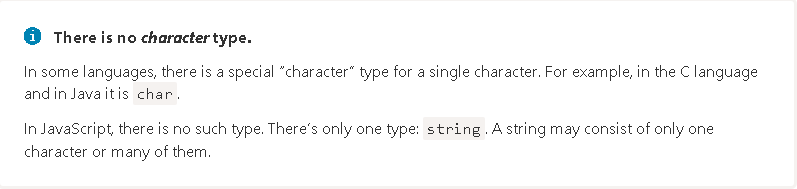 There is no character type.
In some languages, there is a special “character” type for a single character. For example, in the C language
and in Java it is char.
In JavaScript, there is no such type. There’s only one type: string. A string may consist of only one
character or many of them.